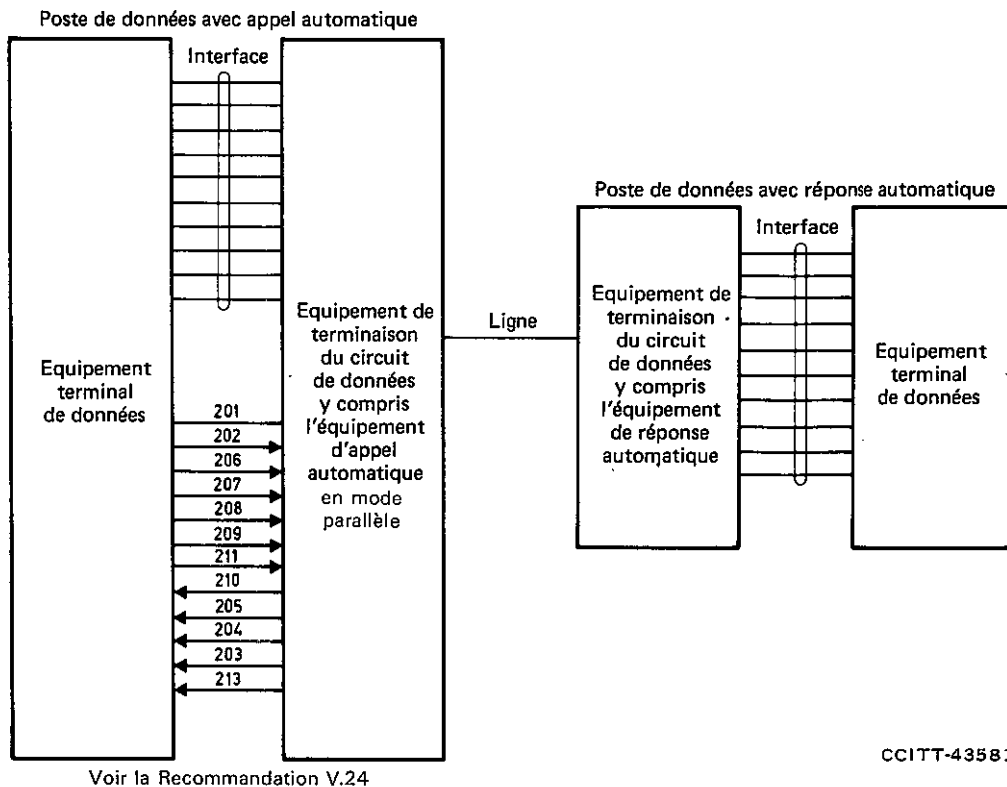 Poste de données avec appel automatique
Interface
Equipement
terminal
de données
201
202
206
207
208
209
211
210
205
204
203
213
Equipement de
terminaison
du circuit
de données
y compris
l'équipement
d'appel
automatique
en mode
parallèle
Ligne
Poste de données avec réponse automatique
Interface
Equipement de
terminaison
du circuit
de données
y compris
l'équipement
de réponse
automatique
Equipement
terminal
de données
Voir la Recommandation V.24